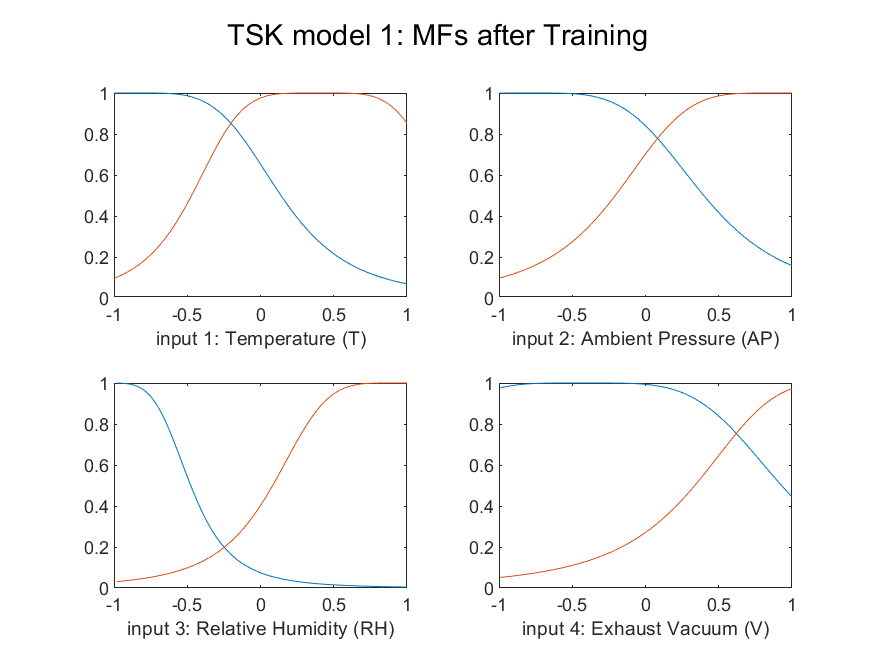 TSK model 1: MFs after Training
1
0.8
0.6
0.4
0.2
0
-1 -0.5 0 0.5 1
input 1: Temperature (T)
1
0.8
0.6
0.4
0.2
0
-1 -0.5 0 0.5 1
input 2: Ambient Pressure (AP)
1
0.8
0.6
0.4
0.2
0
-1 -0.5 0 0.5 1
input 3: Relative Humidity (RH)
1
0.8
0.6
0.4
0.2
0
-1 -0.5 0 0.5 1
input 4: Exhaust Vacuum (V)